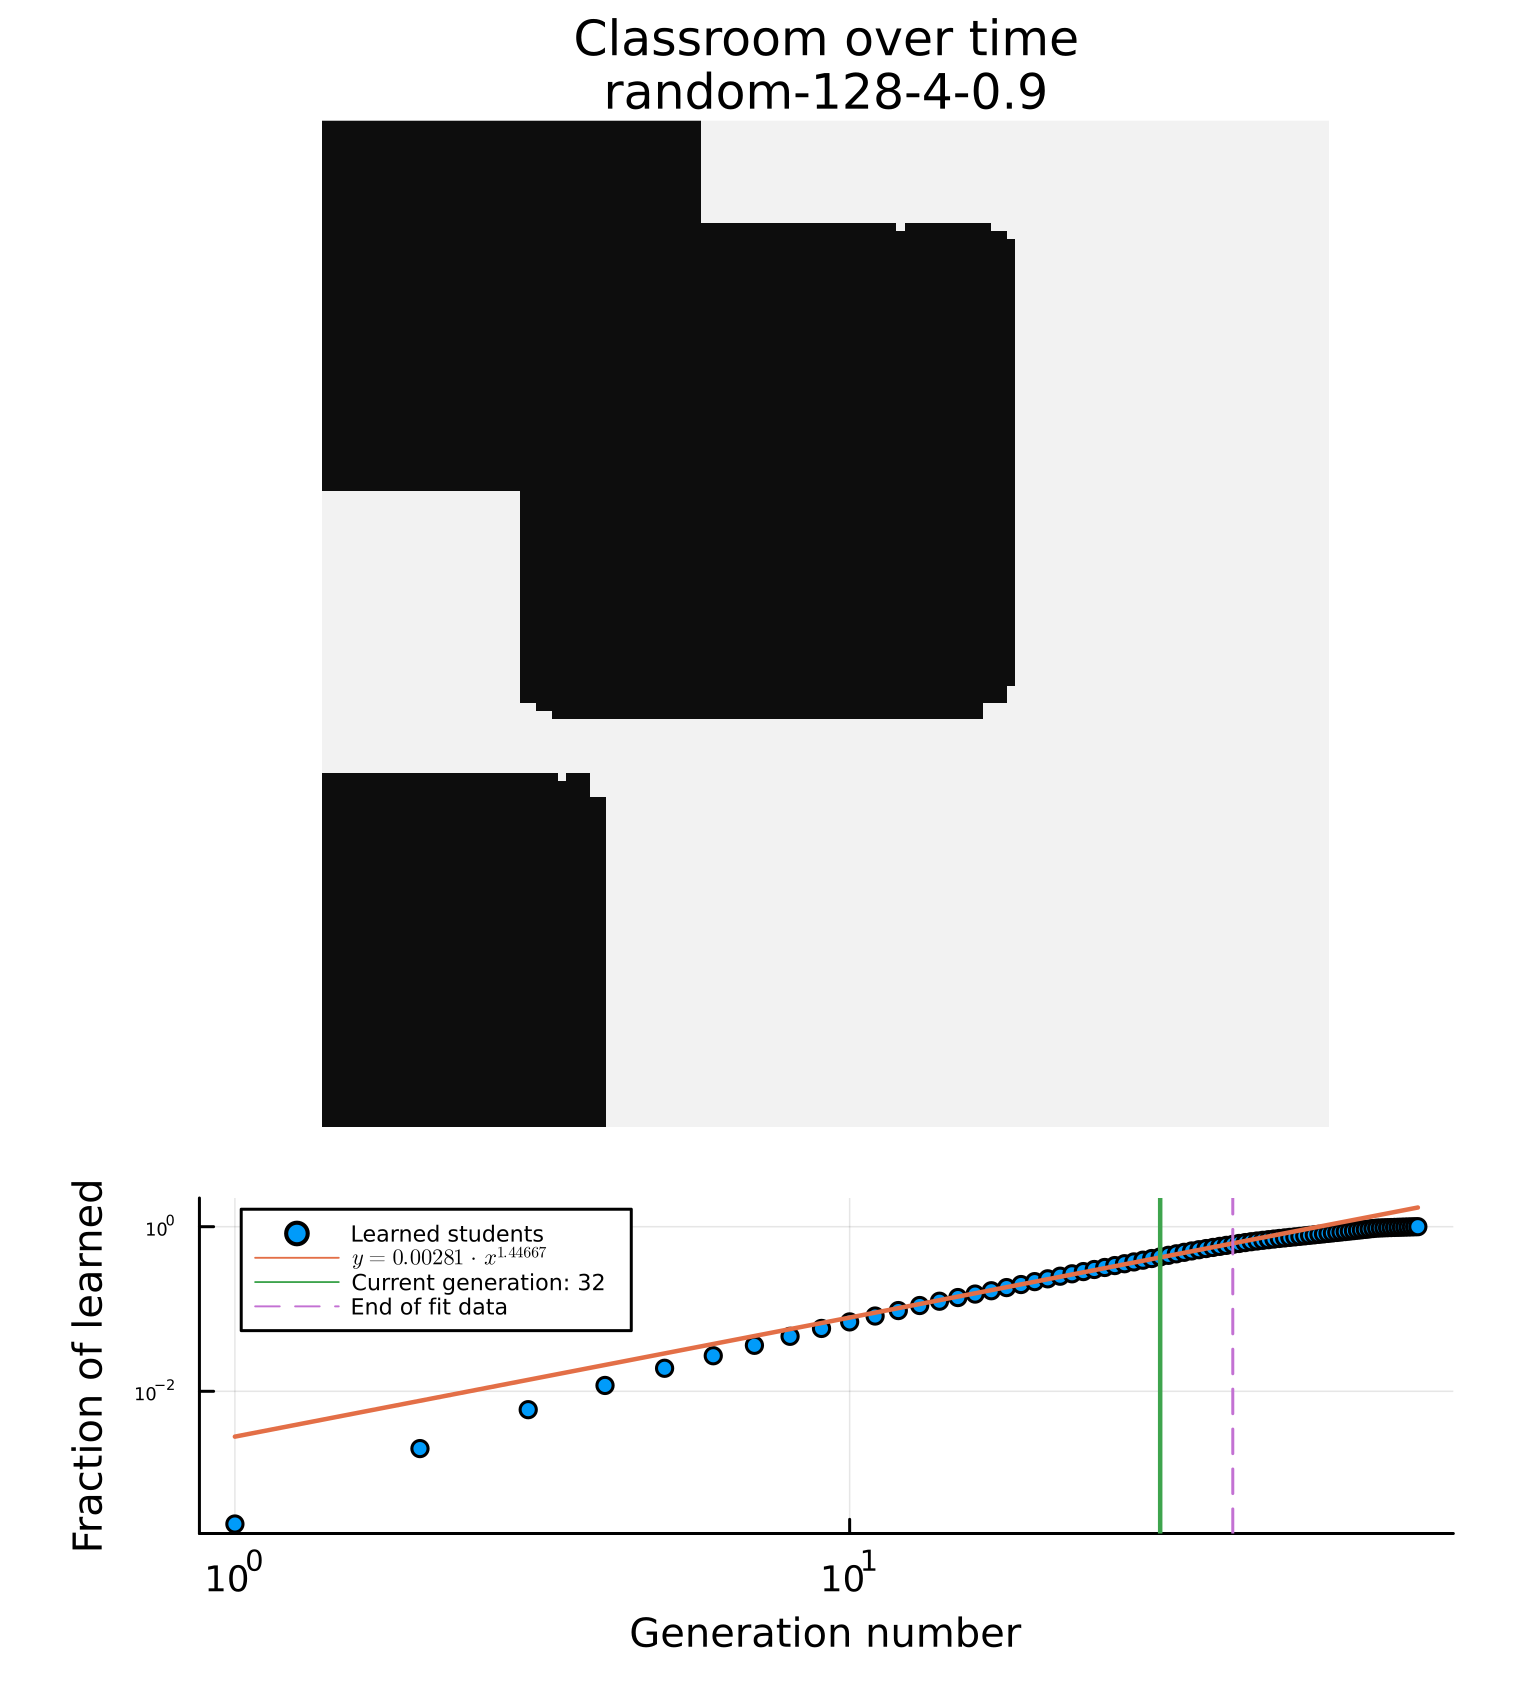 Classroom over time
random-128-4-0.9
Fraction of learned
10^0
10^−2
Learned students
y = 0.00281 · x^1.44667
Current generation: 32
End of fit data
10^0
10^1
Generation number